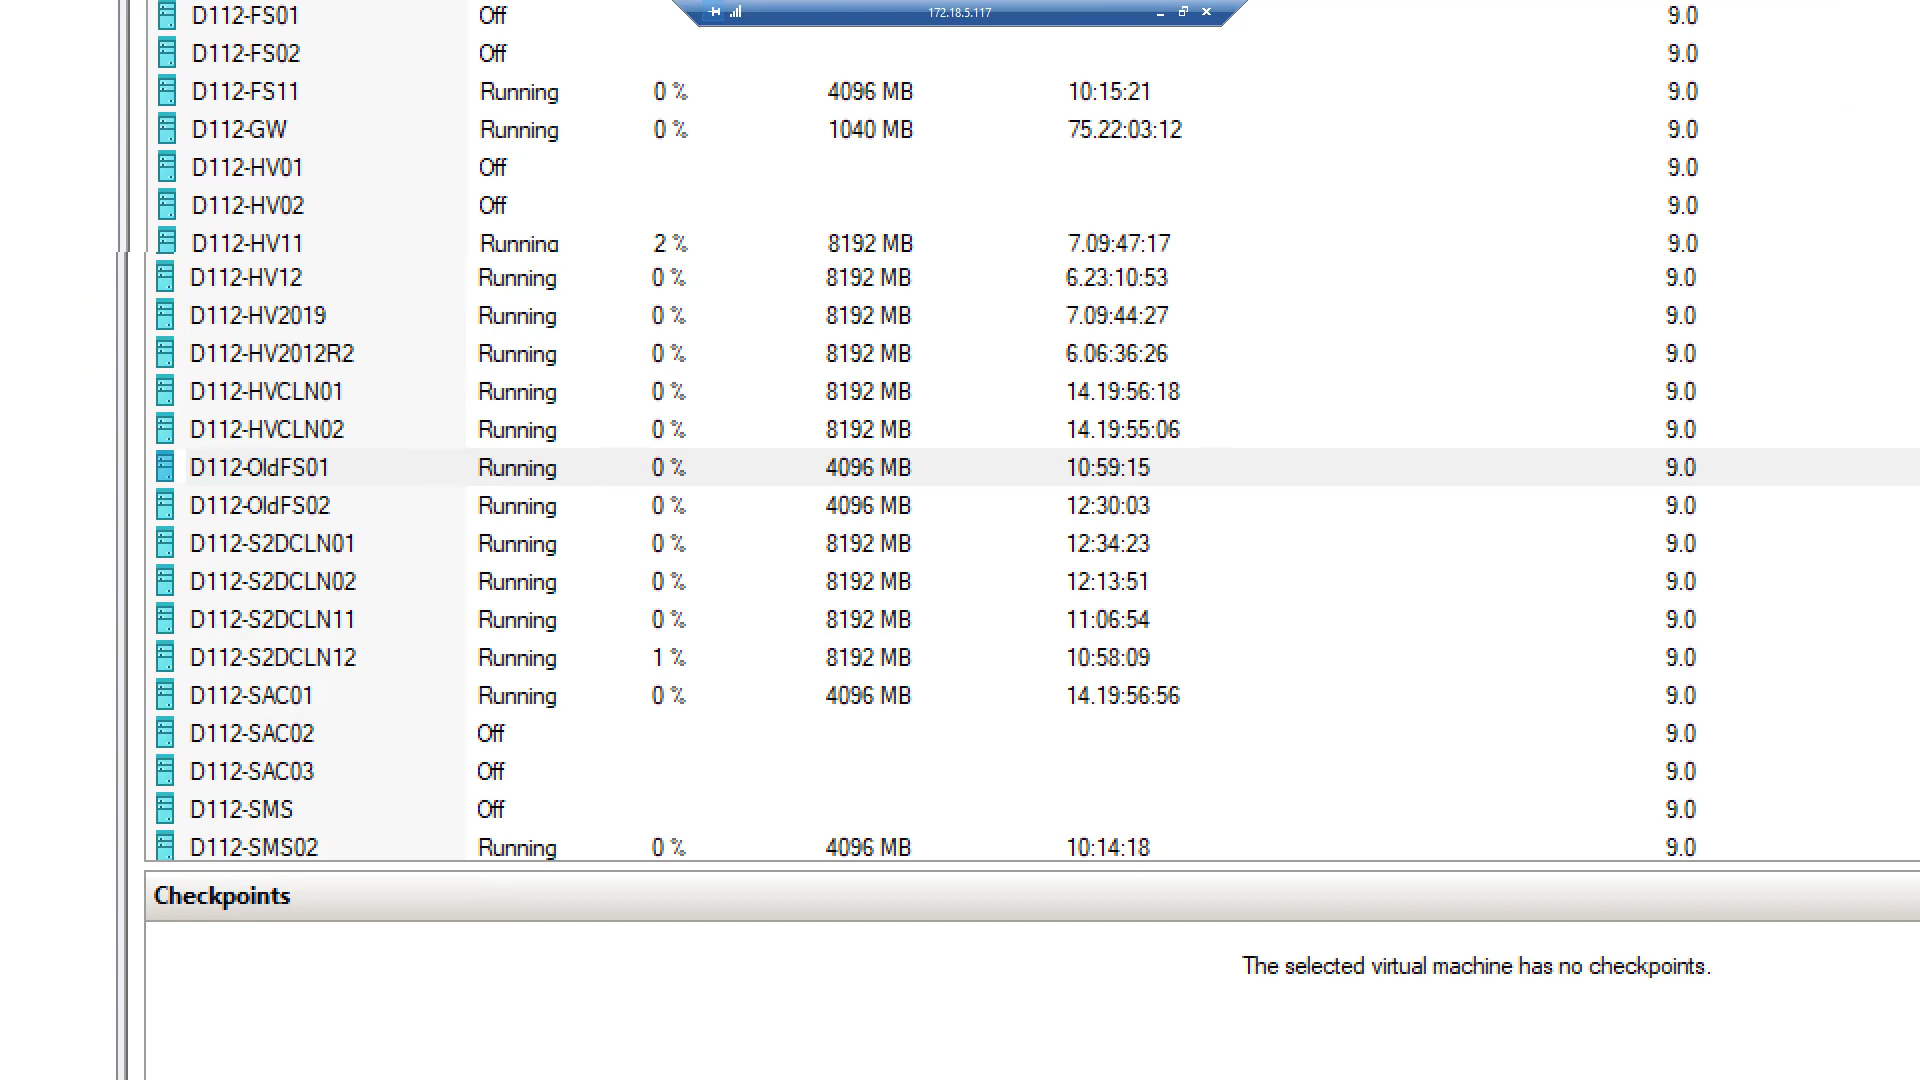 172.18.5.117
D112-FS01 Off 9.0
D112-FS02 Off 9.0
D112-FS11 Running 0 % 4096 MB 10:15:21 9.0
D112-GW Running 0 % 1040 MB 75.22:03:12 9.0
D112-HV01 Off 9.0
D112-HV02 Off 9.0
D112-HV11 Running 2 % 8192 MB 7.09:47:17 9.0
D112-HV12 Running 0 % 8192 MB 6.23:10:53 9.0
D112-HV2019 Running 0 % 8192 MB 7.09:44:27 9.0
D112-HV2012R2 Running 0 % 8192 MB 6.06:36:26 9.0
D112-HVCLN01 Running 0 % 8192 MB 14.19:56:18 9.0
D112-HVCLN02 Running 0 % 8192 MB 14.19:55:06 9.0
D112-OldFS01 Running 0 % 4096 MB 10:59:15 9.0
D112-OldFS02 Running 0 % 4096 MB 12:30:03 9.0
D112-S2DCLN01 Running 0 % 8192 MB 12:34:23 9.0
D112-S2DCLN02 Running 0 % 8192 MB 12:13:51 9.0
D112-S2DCLN11 Running 0 % 8192 MB 11:06:54 9.0
D112-S2DCLN12 Running 1 % 8192 MB 10:58:09 9.0
D112-SAC01 Running 0 % 4096 MB 14.19:56:56 9.0
D112-SAC02 Off 9.0
D112-SAC03 Off 9.0
D112-SMS Off 9.0
D112-SMS02 Running 0 % 4096 MB 10:14:18 9.0
Checkpoints
The selected virtual machine has no checkpoints.